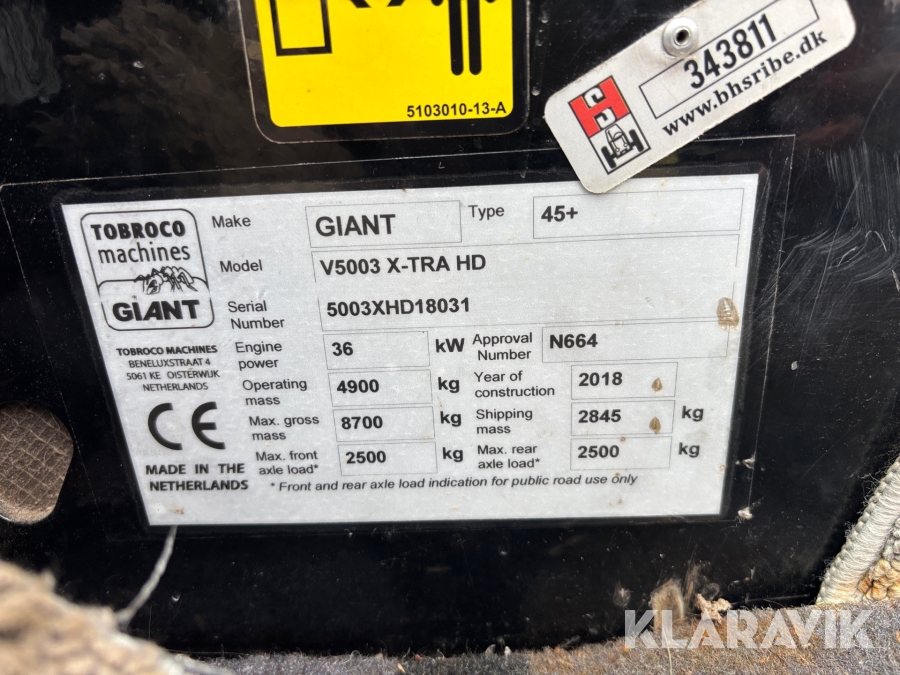 5103010-13-A
343811
www.bhsribe.dk
H S
TOBROCO
machines
GIANT
Make GIANT Type 45+
Model V5003 X-TRA HD
Serial Number 5003XHD18031
Engine power 36 kW Approval Number N664
Operating mass 4900 kg Year of construction 2018
Max. gross mass 8700 kg Shipping mass 2845 kg
Max. front axle load* 2500 kg Max. rear axle load* 2500 kg
* Front and rear axle load indication for public road use only
TOBROCO MACHINES
BENELUXSTRAAT 4
5061 KE OISTERWIJK
NETHERLANDS
CE
MADE IN THE
NETHERLANDS
KLARAVIK